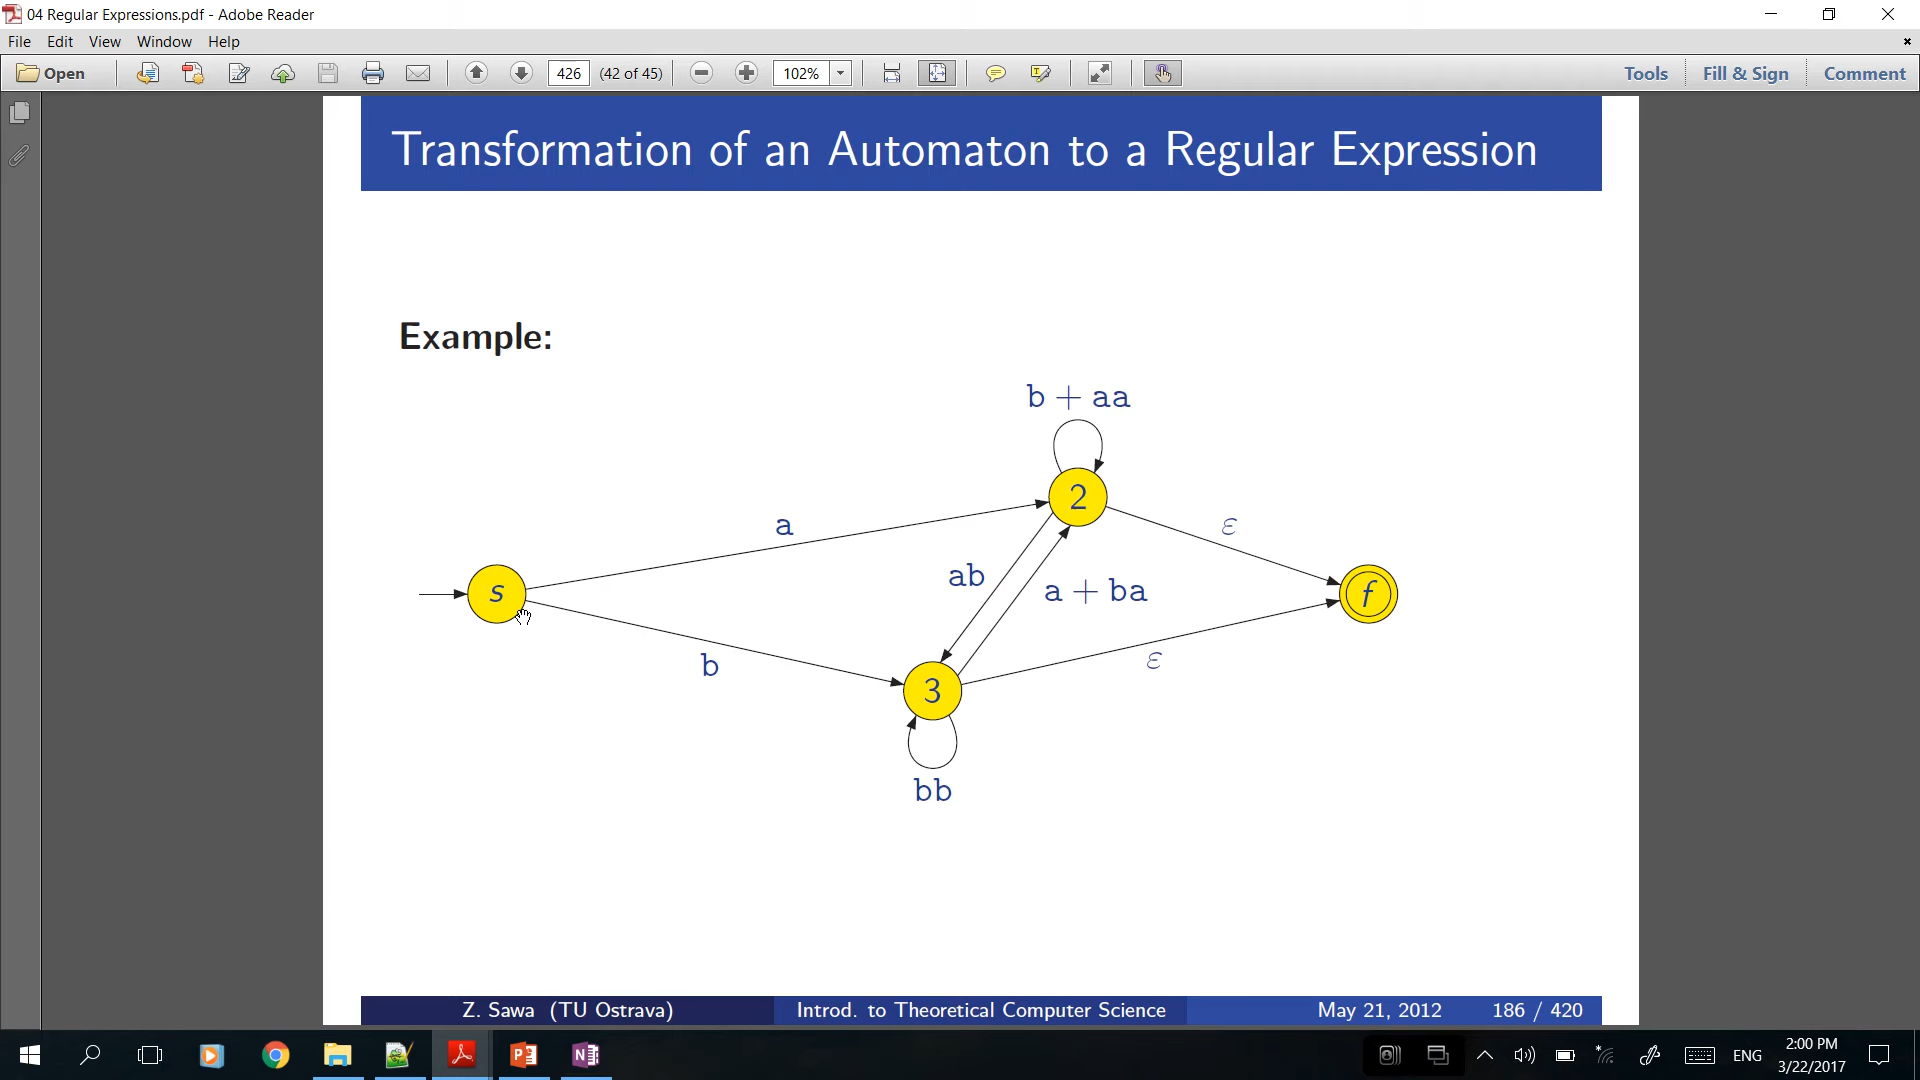 04 Regular Expressions.pdf - Adobe Reader
File Edit View Window Help
Open 426 (42 of 45) 102% Tools Fill & Sign Comment
Transformation of an Automaton to a Regular Expression
Example:
b + aa
2
a
ε
ab
a + ba
s
f
b
ε
3
bb
Z. Sawa (TU Ostrava) Introd. to Theoretical Computer Science May 21, 2012 186 / 420
ENG
2:00 PM
3/22/2017